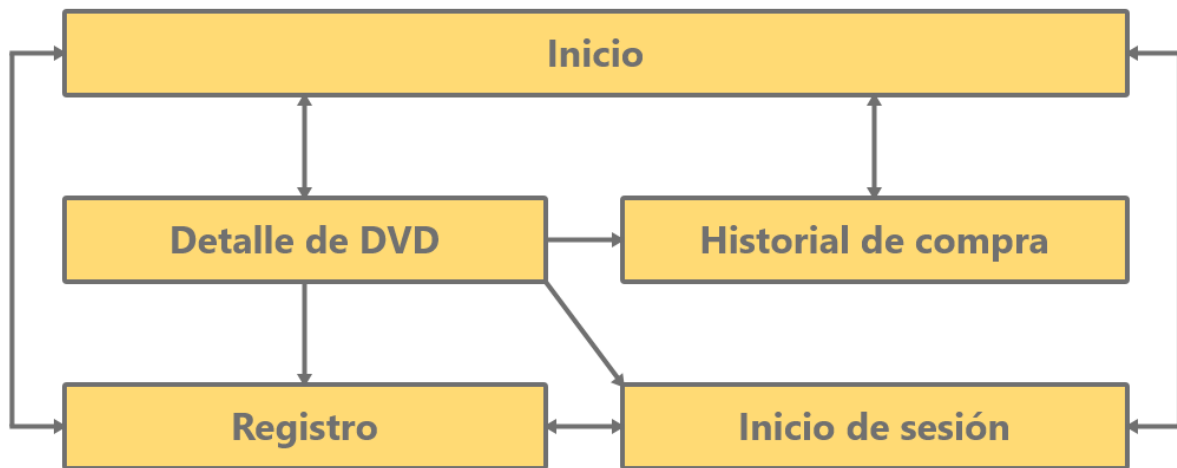 Inicio
Detalle de DVD
Historial de compra
Registro
Inicio de sesión